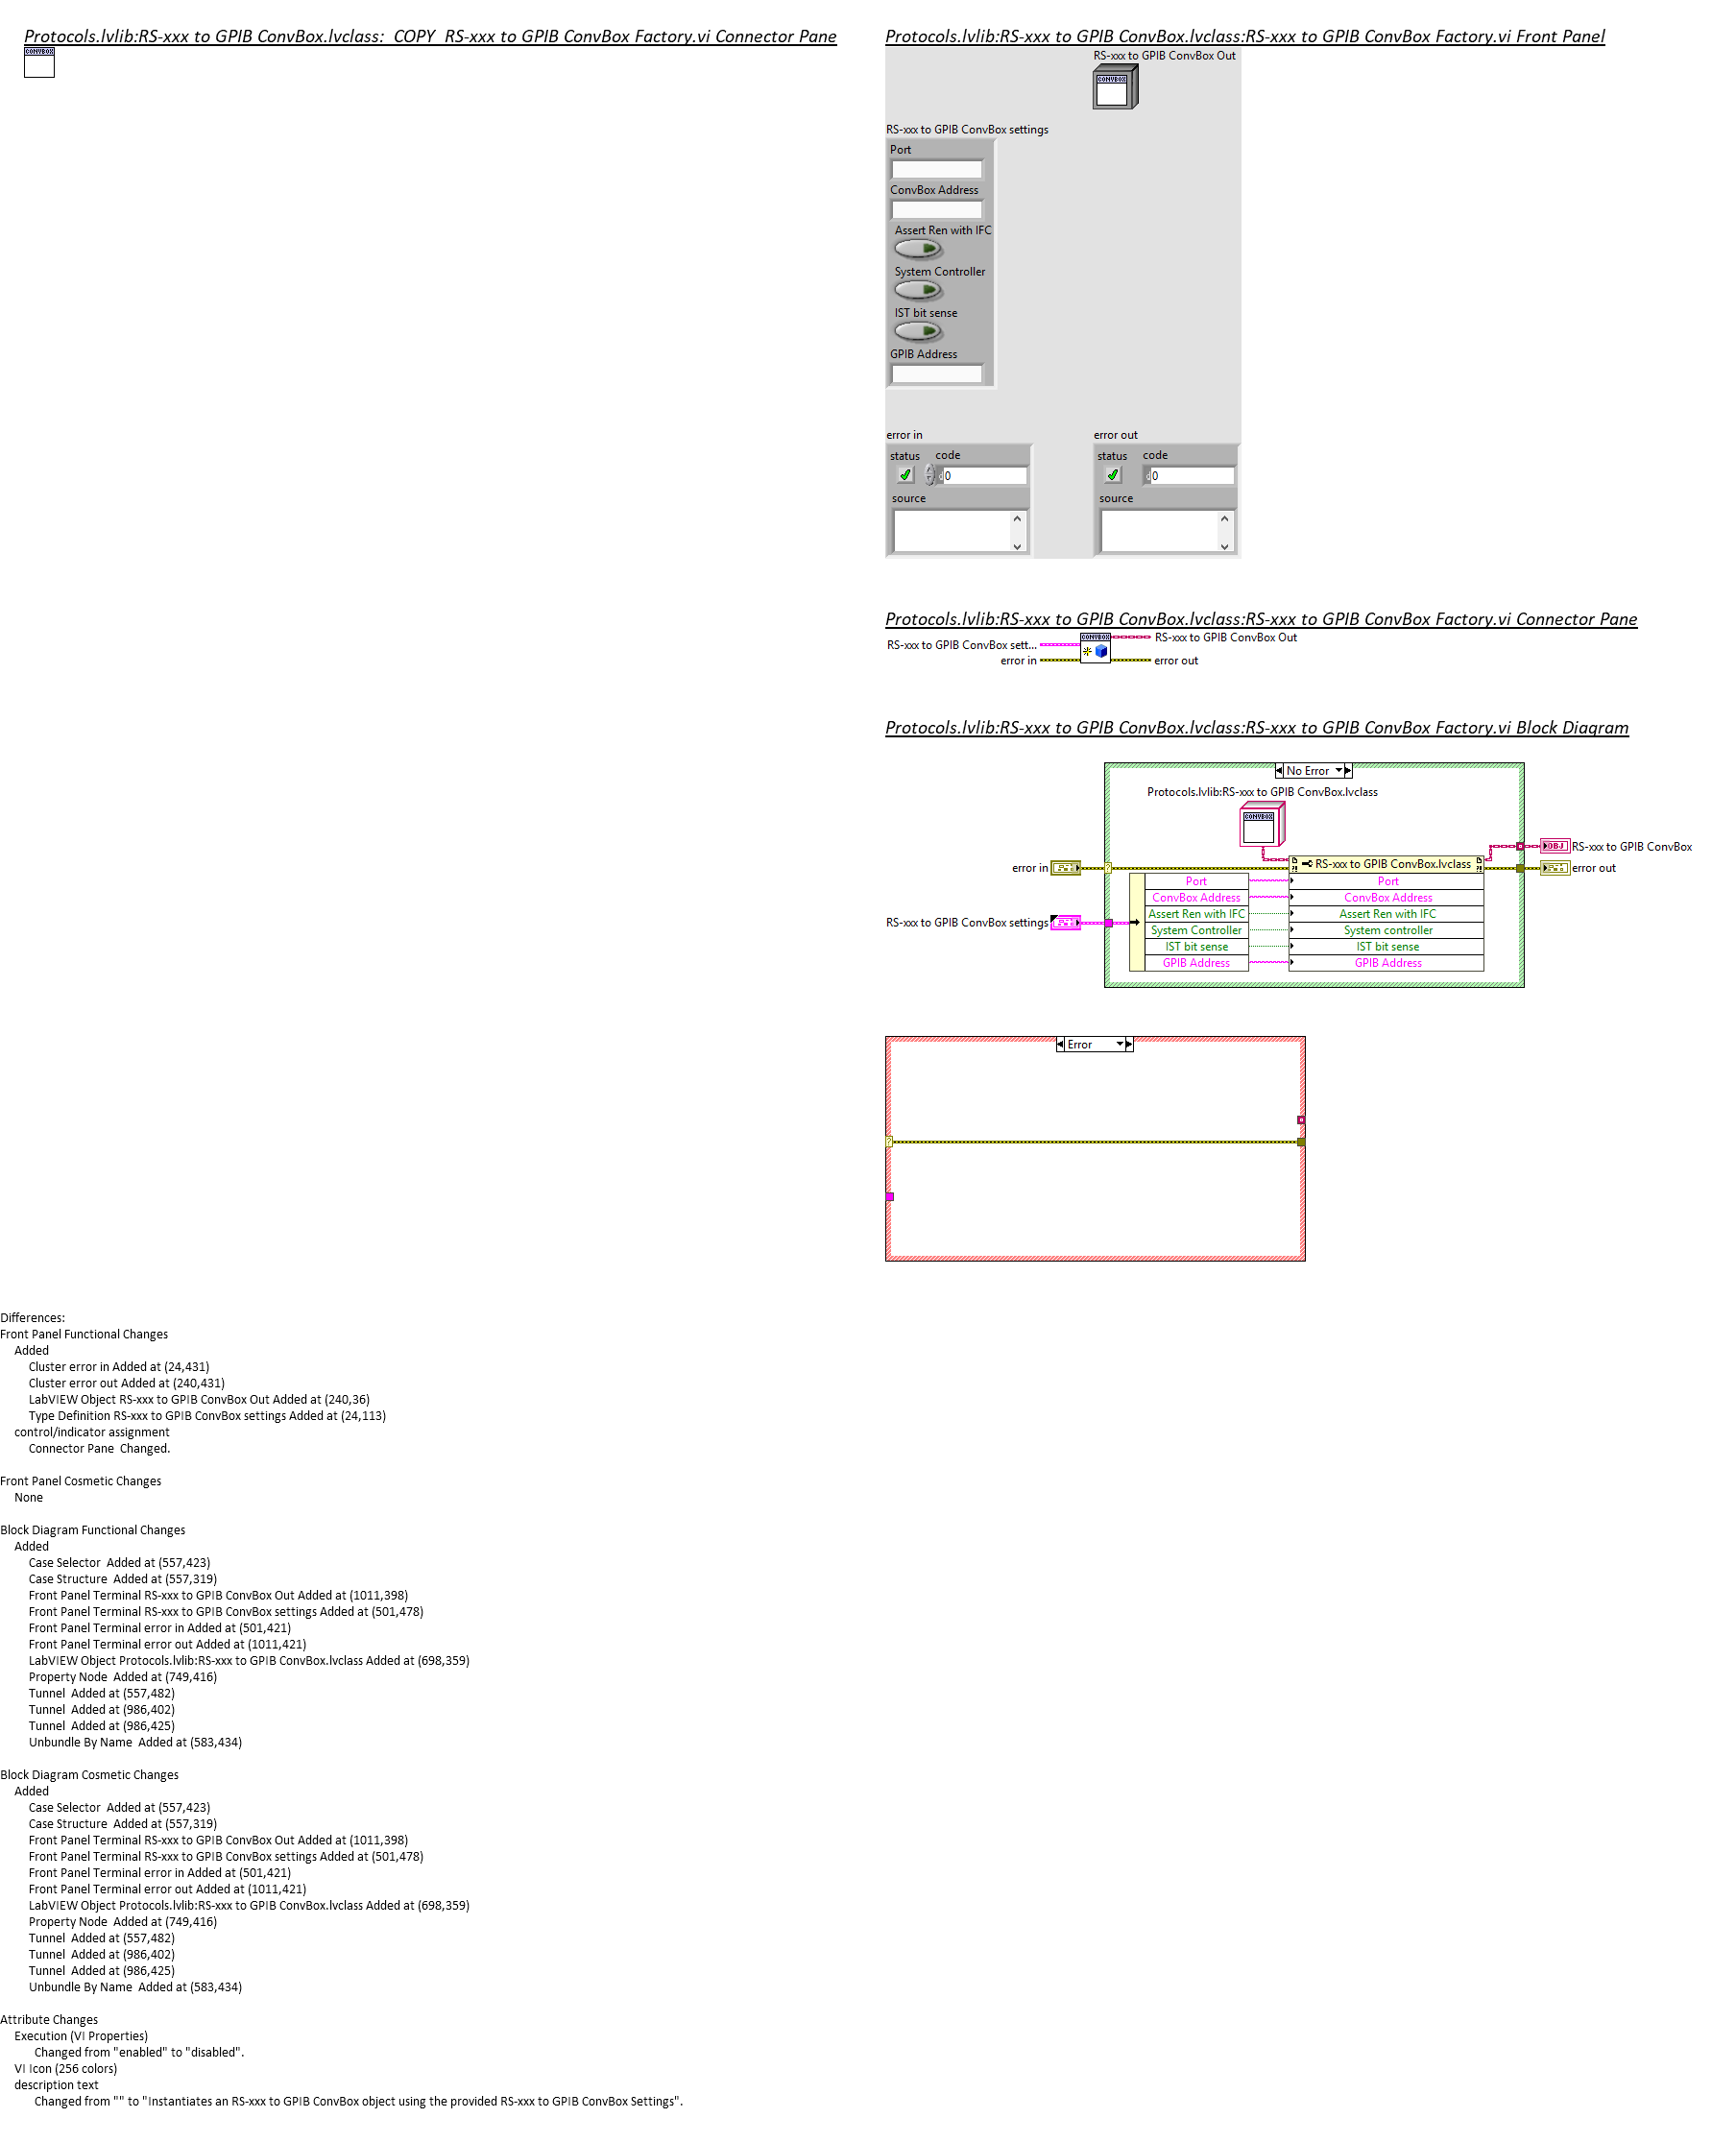 Protocols.lvlib:RS-xxx to GPIB ConvBox.lvclass:  COPY  RS-xxx to GPIB ConvBox Factory.vi Connector Pane
CONVBOX
Protocols.lvlib:RS-xxx to GPIB ConvBox.lvclass:RS-xxx to GPIB ConvBox Factory.vi Front Panel
RS-xxx to GPIB ConvBox Out
CONVBOX
RS-xxx to GPIB ConvBox settings
Port
ConvBox Address
Assert Ren with IFC
System Controller
IST bit sense
GPIB Address
error in
status
code
d
0
source
error out
status
code
d
0
source
Protocols.lvlib:RS-xxx to GPIB ConvBox.lvclass:RS-xxx to GPIB ConvBox Factory.vi Connector Pane
CONVBOX
RS-xxx to GPIB ConvBox Out
RS-xxx to GPIB ConvBox sett...
error in
error out
Protocols.lvlib:RS-xxx to GPIB ConvBox.lvclass:RS-xxx to GPIB ConvBox Factory.vi Block Diagram
No Error
Protocols.lvlib:RS-xxx to GPIB ConvBox.lvclass
CONVBOX
OBJ
RS-xxx to GPIB ConvBox
error in
?
RS-xxx to GPIB ConvBox.lvclass
error out
Port
Port
ConvBox Address
ConvBox Address
Assert Ren with IFC
Assert Ren with IFC
RS-xxx to GPIB ConvBox settings
System Controller
System controller
IST bit sense
IST bit sense
GPIB Address
GPIB Address
Error
?
Differences:
Front Panel Functional Changes
Added
Cluster error in Added at (24,431)
Cluster error out Added at (240,431)
LabVIEW Object RS-xxx to GPIB ConvBox Out Added at (240,36)
Type Definition RS-xxx to GPIB ConvBox settings Added at (24,113)
control/indicator assignment
Connector Pane  Changed.
Front Panel Cosmetic Changes
None
Block Diagram Functional Changes
Added
Case Selector  Added at (557,423)
Case Structure  Added at (557,319)
Front Panel Terminal RS-xxx to GPIB ConvBox Out Added at (1011,398)
Front Panel Terminal RS-xxx to GPIB ConvBox settings Added at (501,478)
Front Panel Terminal error in Added at (501,421)
Front Panel Terminal error out Added at (1011,421)
LabVIEW Object Protocols.lvlib:RS-xxx to GPIB ConvBox.lvclass Added at (698,359)
Property Node  Added at (749,416)
Tunnel  Added at (557,482)
Tunnel  Added at (986,402)
Tunnel  Added at (986,425)
Unbundle By Name  Added at (583,434)
Block Diagram Cosmetic Changes
Added
Case Selector  Added at (557,423)
Case Structure  Added at (557,319)
Front Panel Terminal RS-xxx to GPIB ConvBox Out Added at (1011,398)
Front Panel Terminal RS-xxx to GPIB ConvBox settings Added at (501,478)
Front Panel Terminal error in Added at (501,421)
Front Panel Terminal error out Added at (1011,421)
LabVIEW Object Protocols.lvlib:RS-xxx to GPIB ConvBox.lvclass Added at (698,359)
Property Node  Added at (749,416)
Tunnel  Added at (557,482)
Tunnel  Added at (986,402)
Tunnel  Added at (986,425)
Unbundle By Name  Added at (583,434)
Attribute Changes
Execution (VI Properties)
Changed from "enabled" to "disabled".
VI Icon (256 colors)
description text
Changed from "" to "Instantiates an RS-xxx to GPIB ConvBox object using the provided RS-xxx to GPIB ConvBox Settings".